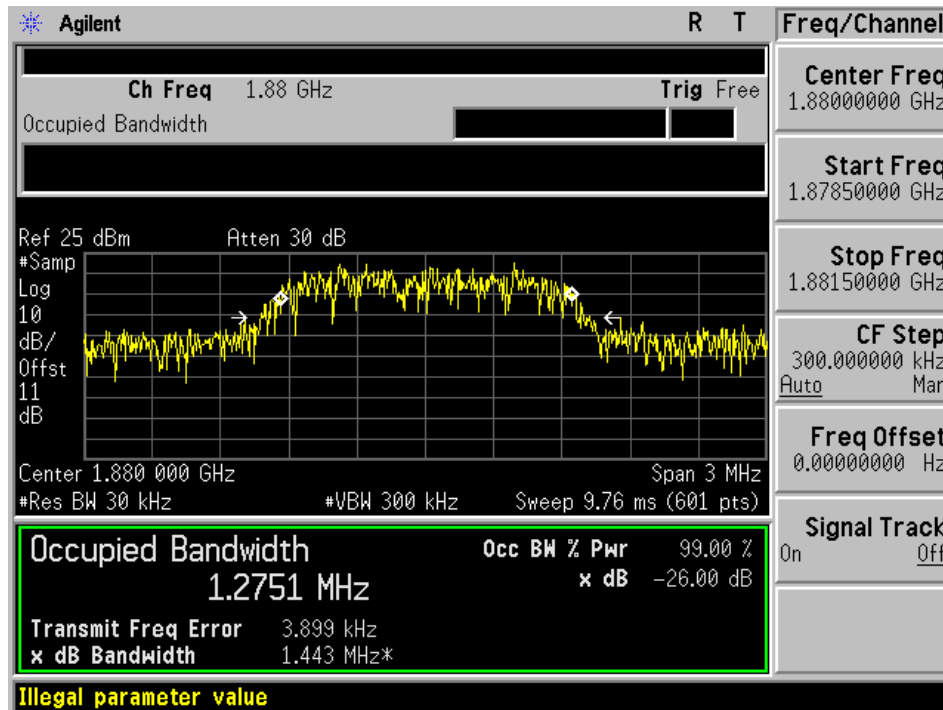 Agilent R T
Freq/Channel
Ch Freq 1.88 GHz Trig Free
Occupied Bandwidth
Center Freq
1.88000000 GHz
Start Freq
1.87850000 GHz
Stop Freq
1.88150000 GHz
CF Step
300.000000 kHz
Auto Man
Freq Offset
0.00000000 Hz
Signal Track
On Off
Ref 25 dBm Atten 30 dB
#Samp
Log
10
dB/
Offst
11
dB
Center 1.880 000 GHz Span 3 MHz
#Res BW 30 kHz #VBW 300 kHz Sweep 9.76 ms (601 pts)
Occupied Bandwidth Occ BW % Pwr 99.00 %
1.2751 MHz x dB -26.00 dB
Transmit Freq Error 3.899 kHz
x dB Bandwidth 1.443 MHz*
Illegal parameter value